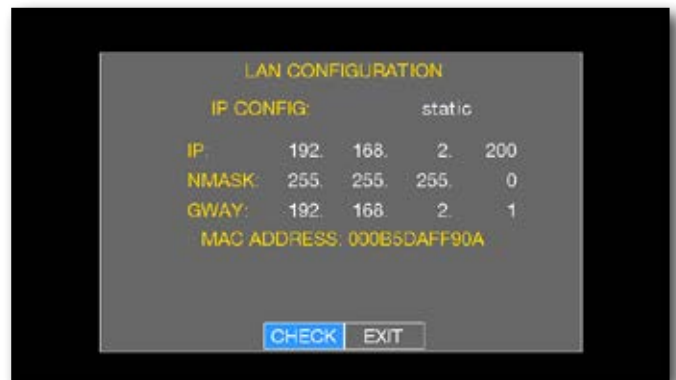 LAN CONFIGURATION
IP CONFIG: static
IP: 192. 168. 2. 200
NMASK: 255. 255. 255. 0
GWAY: 192. 168. 2. 1
MAC ADDRESS: 000B5DAFF90A
CHECK EXIT